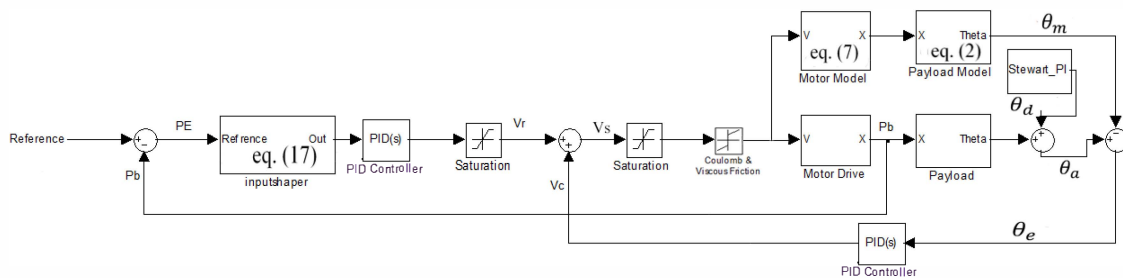 Reference
+
−
PE
Pb
Refrence Out
eq. (17)
inputshaper
PID(s)
PID Controller
Saturation
Vr
+
+
Vc
Vs
Saturation
Coulomb &
Viscous Friction
V X
eq. (7)
Motor Model
X Theta
eq. (2)
Payload Model
θm
Stewart_Pl
θd
V X
Motor Drive
Pb
X Theta
Payload
+
+
θa
−
θe
PID(s)
PID Controller